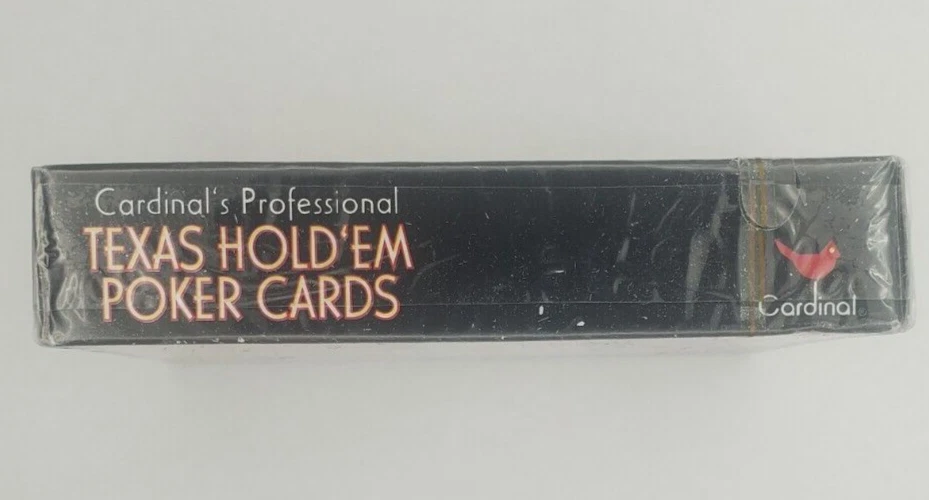 Cardinal's Professional
TEXAS HOLD'EM
POKER CARDS
Cardinal